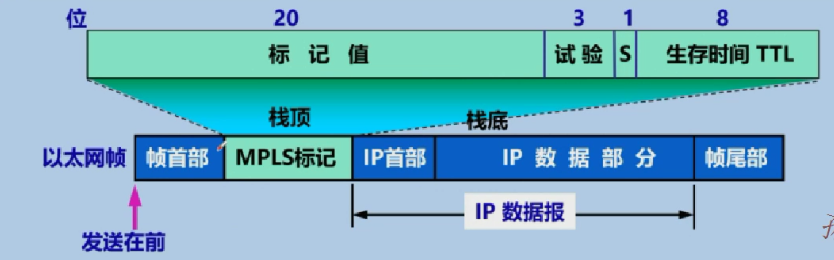 位 20 3 1 8
标 记 值 试 验 S 生存时间 TTL
栈顶 栈底
以太网帧 帧首部 MPLS标记 IP首部 IP 数 据 部 分 帧尾部
IP 数据报
发送在前